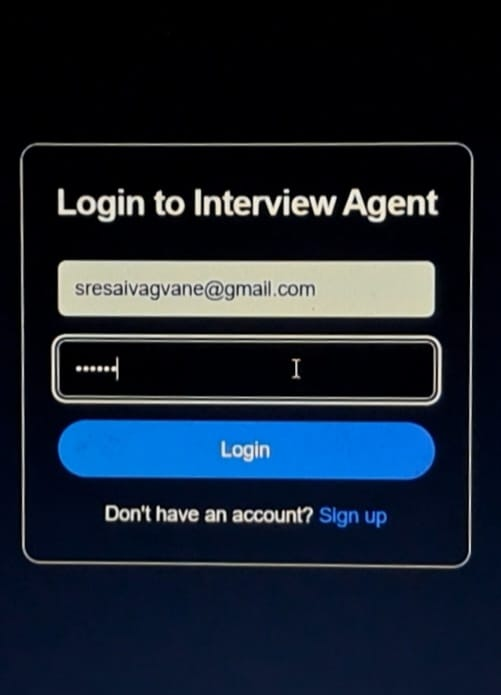 Login to Interview Agent
sresaivagvane@gmail.com
••••••
Login
Don't have an account? Sign up